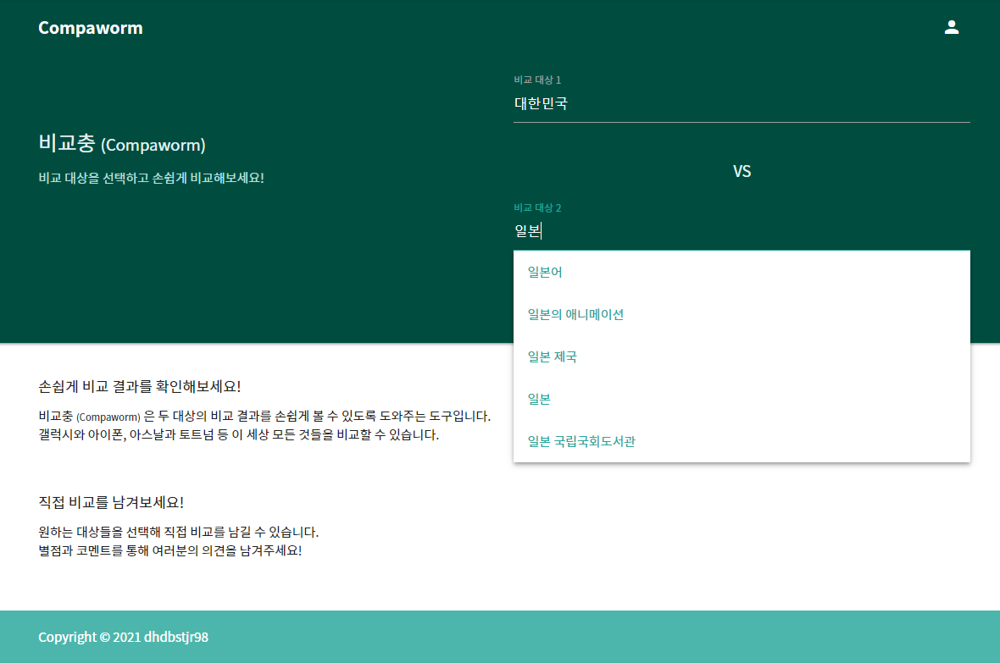 Compaworm
비교충 (Compaworm)
비교 대상을 선택하고 손쉽게 비교해보세요!
비교 대상 1
대한민국
VS
비교 대상 2
일본
일본어
일본의 애니메이션
일본 제국
일본
일본 국립국회도서관
손쉽게 비교 결과를 확인해보세요!
비교충 (Compaworm) 은 두 대상의 비교 결과를 손쉽게 볼 수 있도록 도와주는 도구입니다.
갤럭시와 아이폰, 아스날과 토트넘 등 이 세상 모든 것들을 비교할 수 있습니다.
직접 비교를 남겨보세요!
원하는 대상들을 선택해 직접 비교를 남길 수 있습니다.
별점과 코멘트를 통해 여러분의 의견을 남겨주세요!
Copyright © 2021 dhdbstjr98